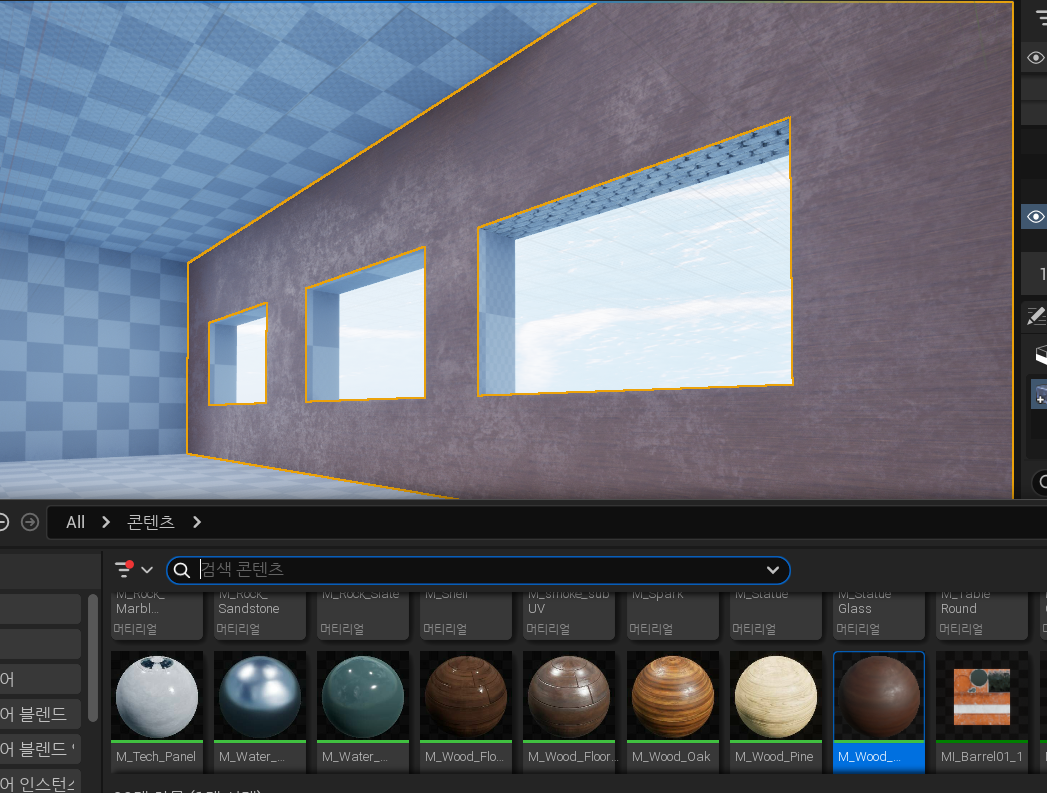 1
All
콘텐츠
검색 콘텐츠
M_Rock_
Marbl...
머티리얼
M_Rock_
Sandstone
머티리얼
M_Rock_Slate
머티리얼
M_Shell
머티리얼
M_smoke_sub
UV
머티리얼
M_Spark
머티리얼
M_Statue
머티리얼
M_Statue
Glass
머티리얼
M_Table
Round
머티리얼
어
어 블렌드
어 블렌드
어 인스턴스
M_Tech_Panel
M_Water_...
M_Water_...
M_Wood_Flo...
M_Wood_Floor...
M_Wood_Oak
M_Wood_Pine
M_Wood_...
MI_Barrel01_1